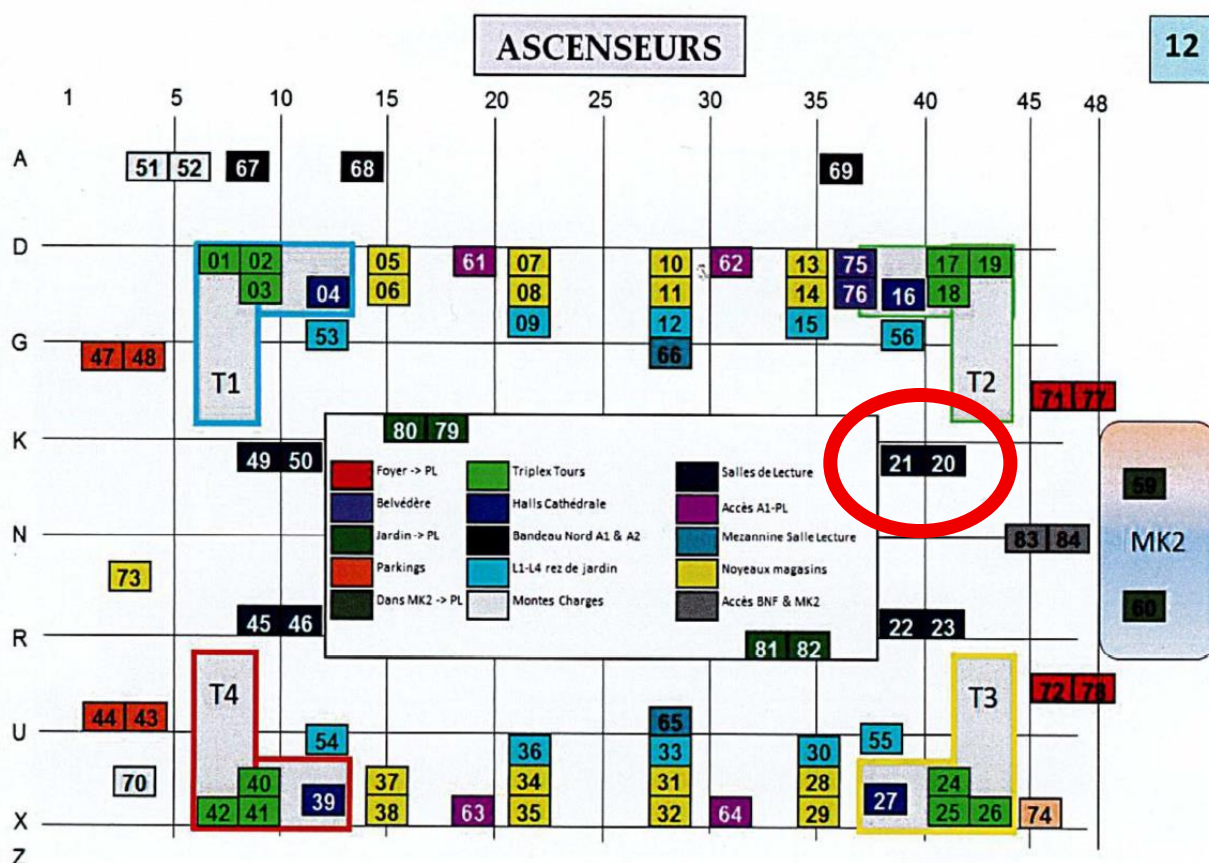 ASCENSEURS
12
1 5 10 15 20 25 30 35 40 45 48
A
51 52 67 68 69
D
01 02 05 61 07 10 62 13 75 17 19
03 04 06 08 11 14 76 16 18
53 09 12 15 56
G
47 48 66
T1 T2
71 77
80 79
K
49 50 21 20
59
Foyer -> PL Triplex Tours Salles de Lecture
Belvédère Halls Cathédrale Accès A1-PL
Jardin -> PL Bandeau Nord A1 & A2 Mezannine Salle Lecture
Parkings L1-L4 rez de jardin Noyeaux magasins
Dans MK2 -> PL Montes Charges Accès BNF & MK2
N
83 84 MK2
73
60
45 46 22 23
R
81 82
T4 T3
72 78
44 43 65
U
54 36 33 30 55
70 40 37 34 31 28 24
42 41 39 38 63 35 32 64 29 27 25 26 74
X
Z